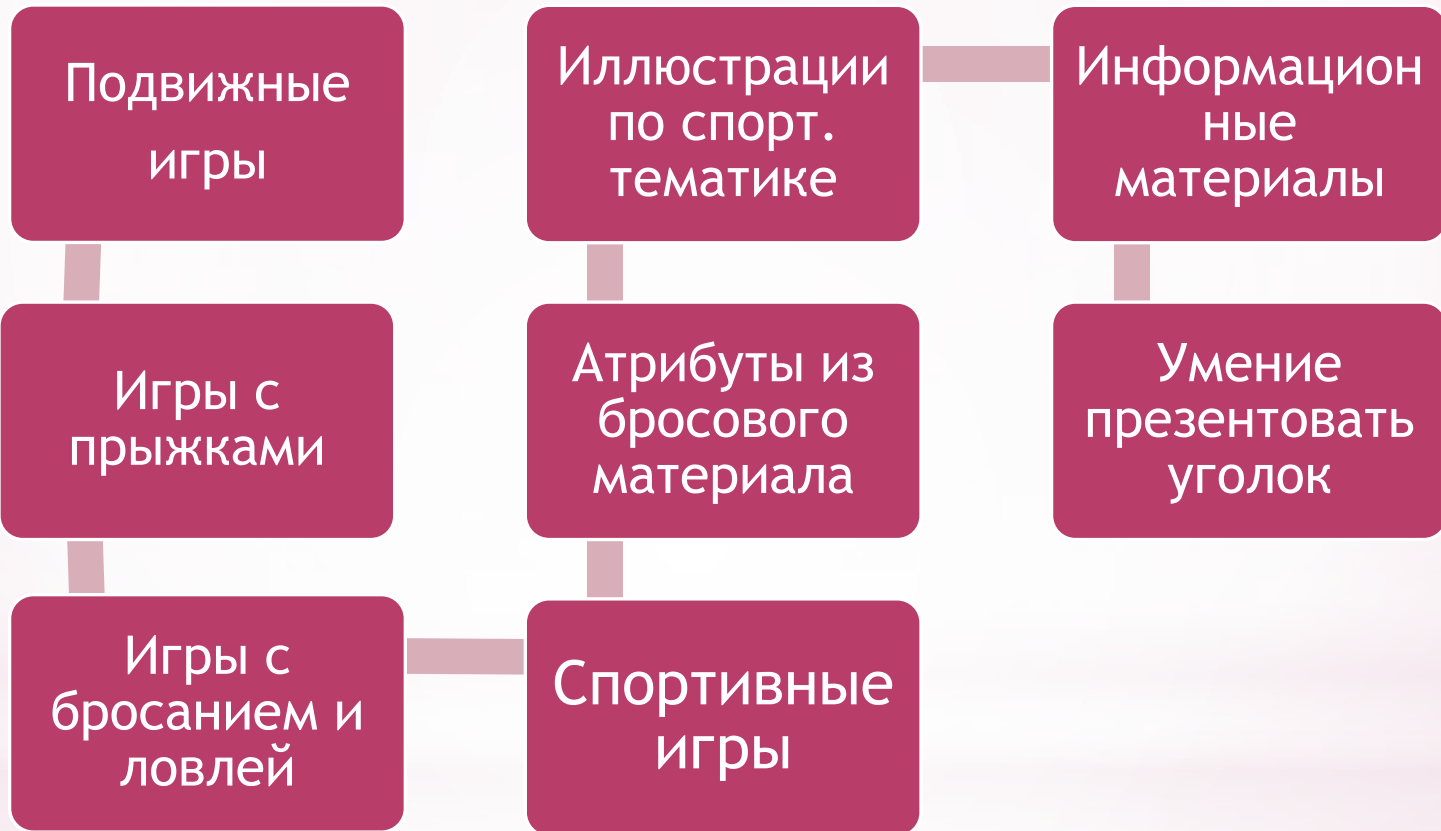 Подвижные
игры
Игры с
прыжками
Игры с
бросанием и
ловлей
Спортивные
игры
Атрибуты из
бросового
материала
Иллюстрации
по спорт.
тематике
Информацион
ные
материалы
Умение
презентовать
уголок